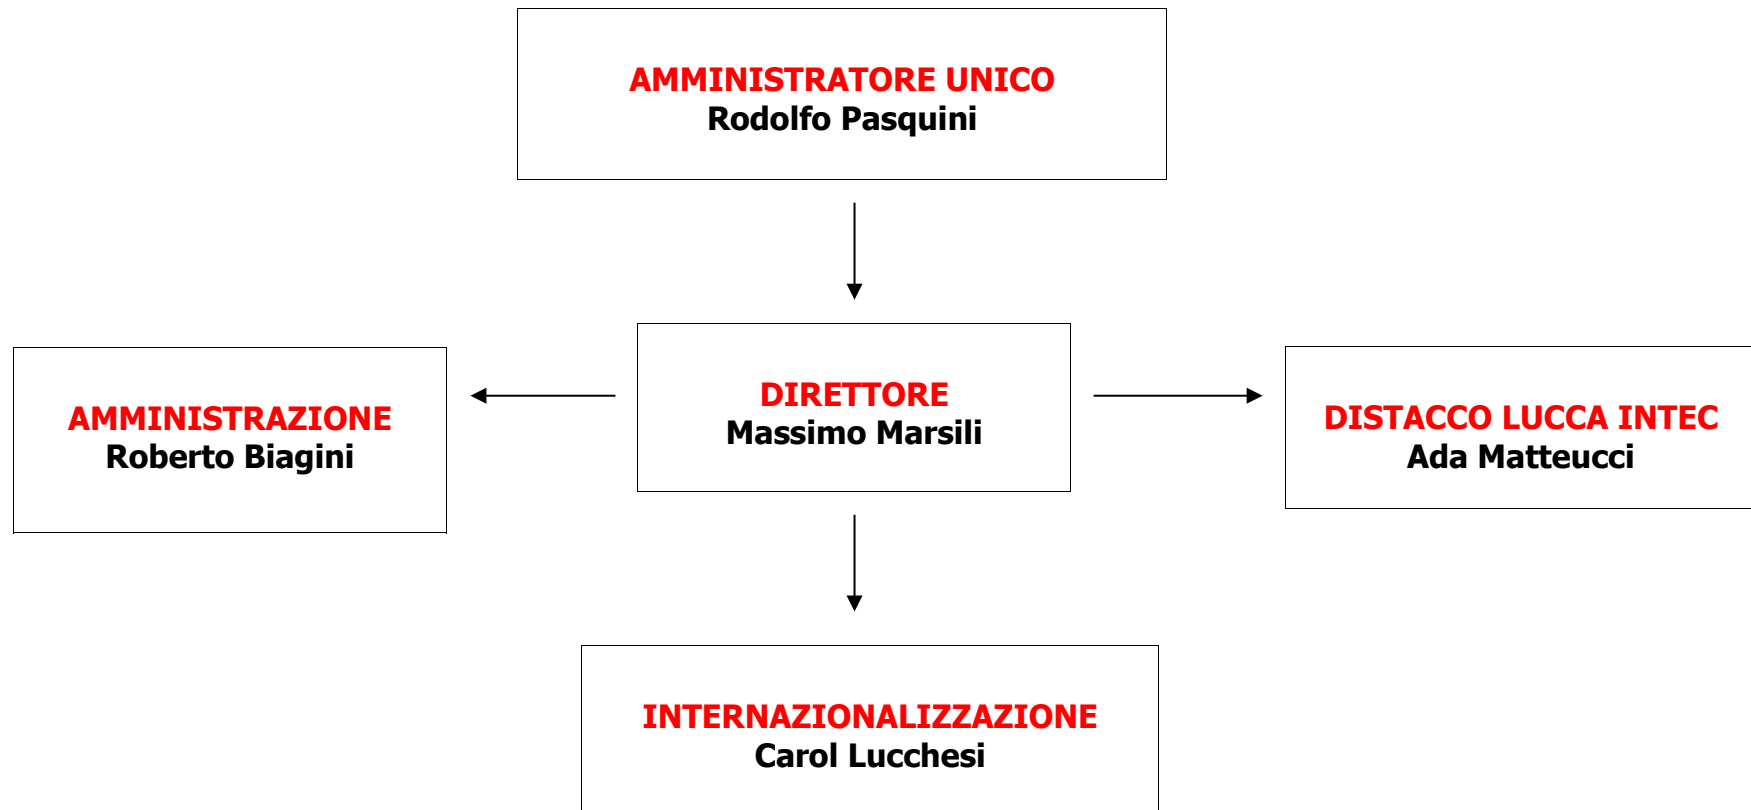 AMMINISTRATORE UNICO
Rodolfo Pasquini
AMMINISTRAZIONE
Roberto Biagini
DIRETTORE
Massimo Marsili
DISTACCO LUCCA INTEC
Ada Matteucci
INTERNAZIONALIZZAZIONE
Carol Lucchesi